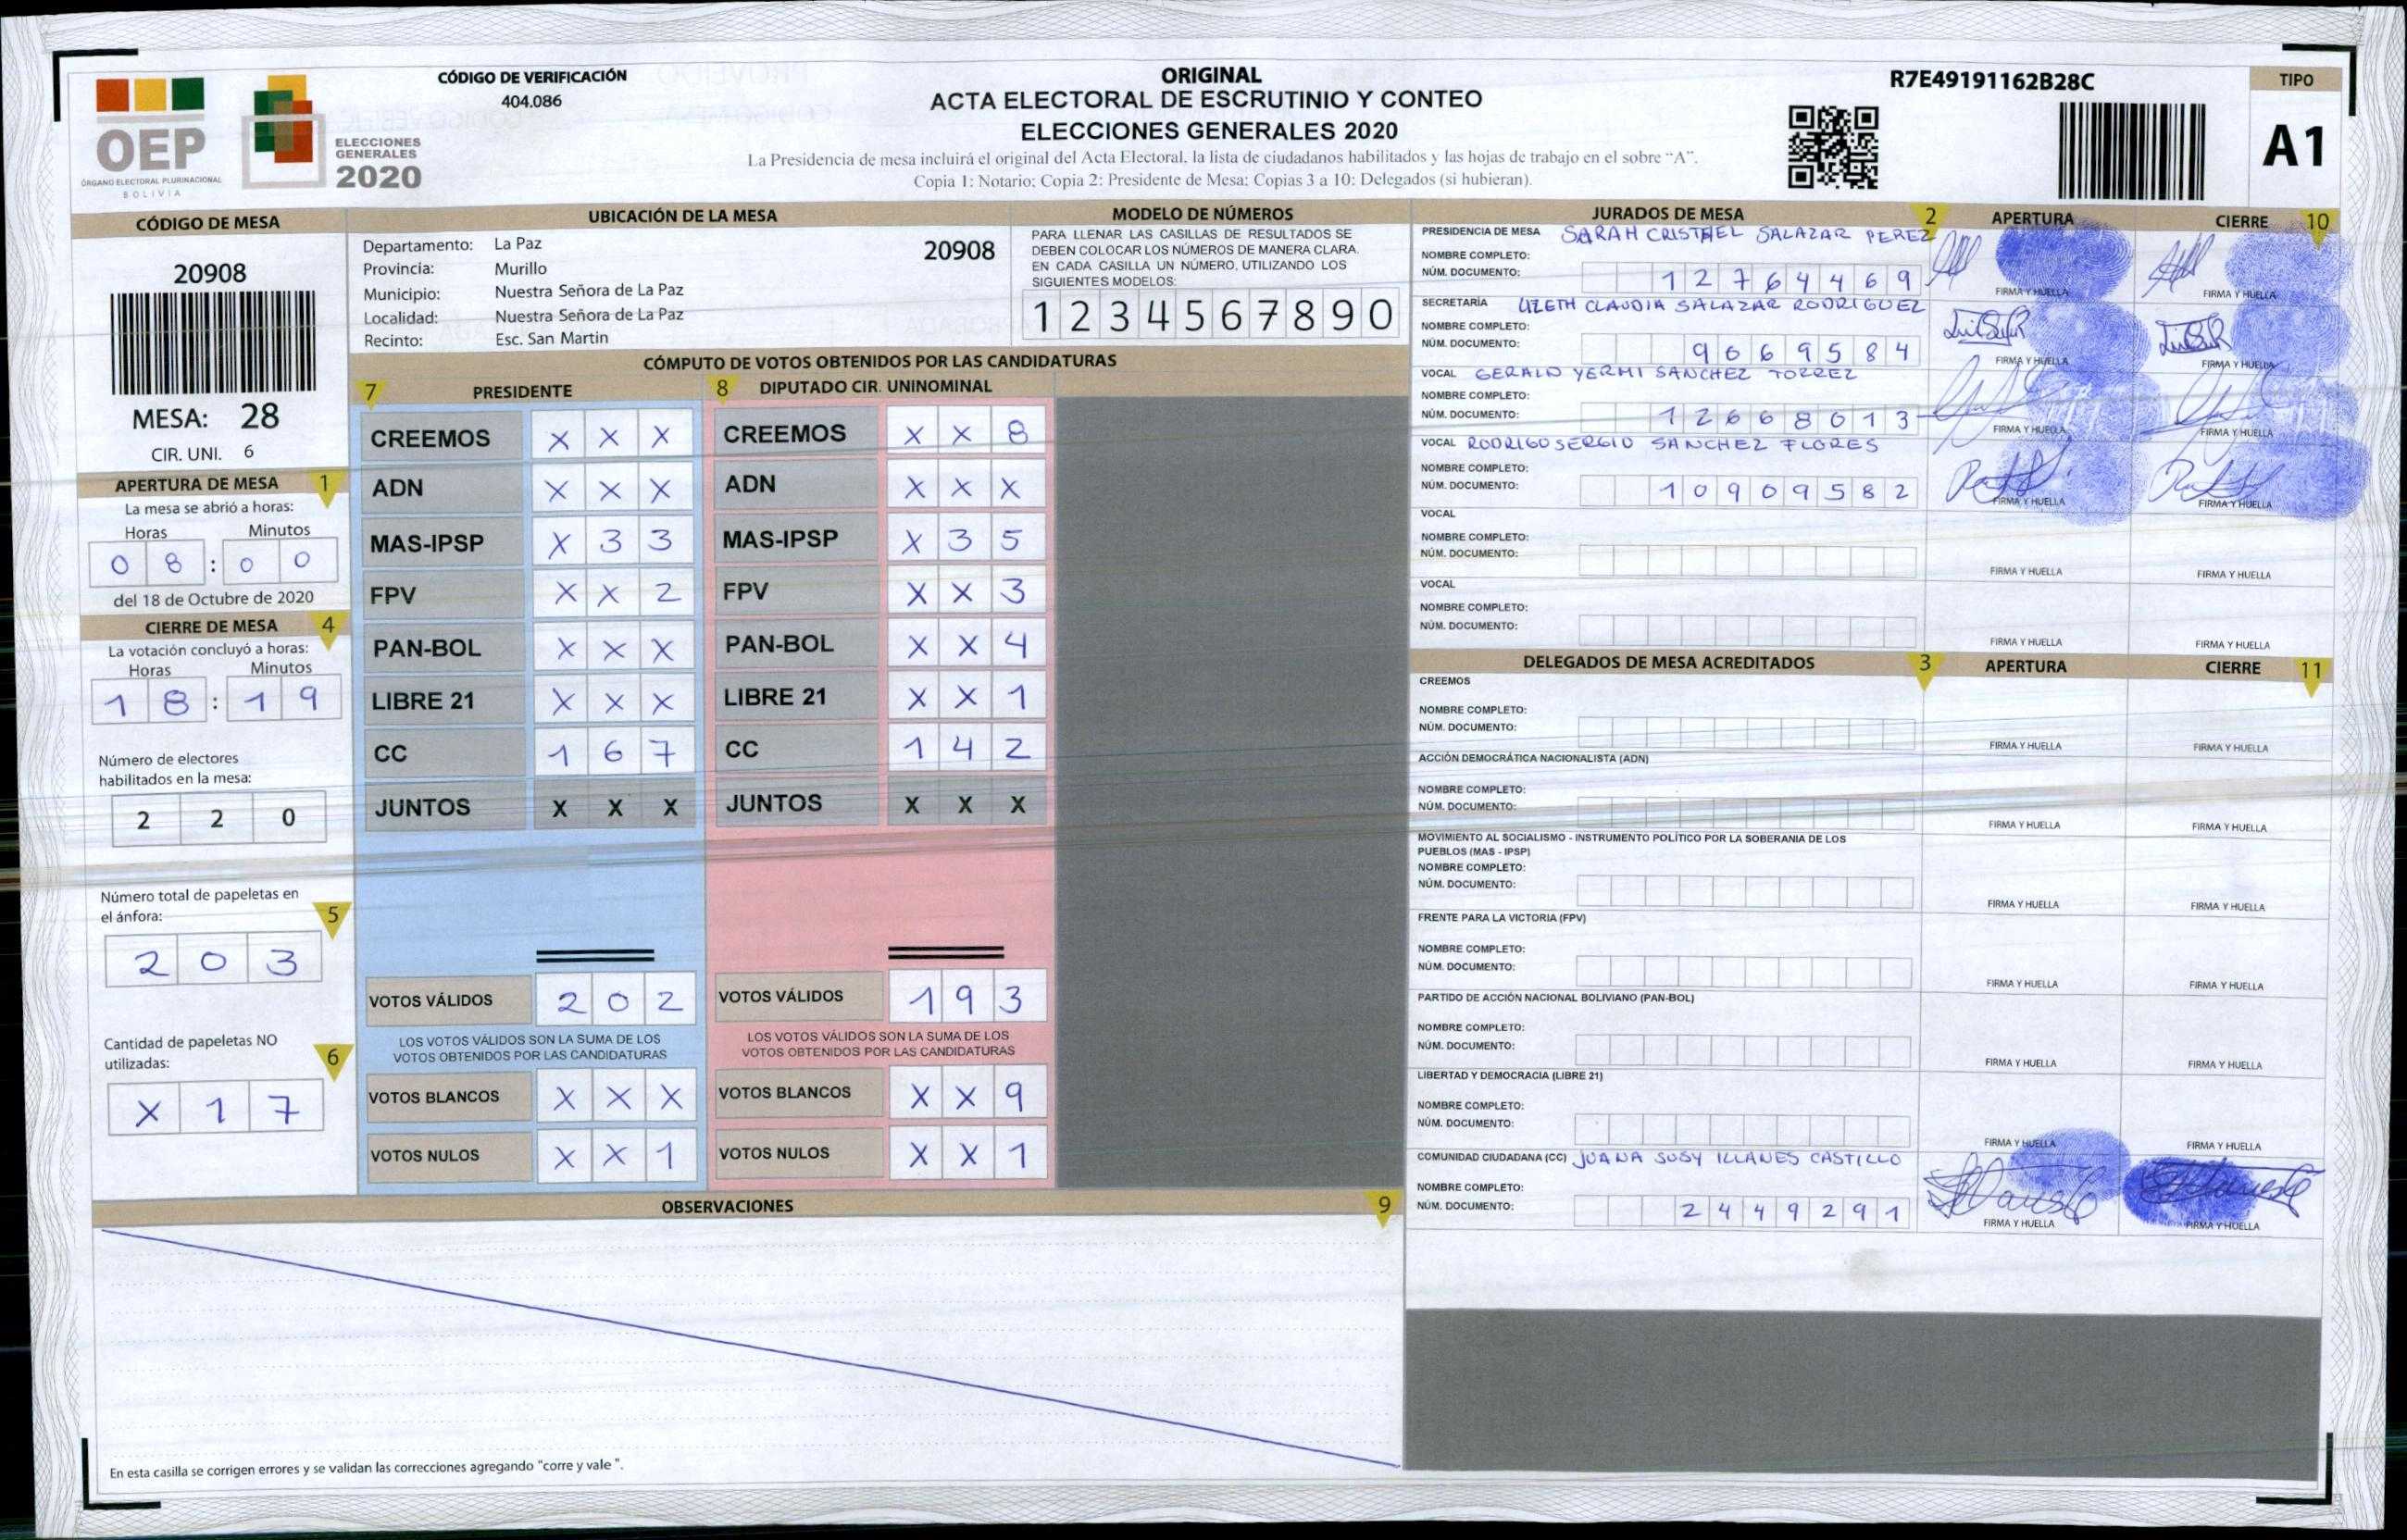 CÓDIGO DE VERIFICACIÓN
404.086
ORIGINAL
ACTA ELECTORAL DE ESCRUTINIO Y CONTEO
ELECCIONES GENERALES 2020
La Presidencia de mesa incluirá el original del Acta Electoral, la lista de ciudadanos habilitados y las hojas de trabajo en el sobre "A".
Copia 1: Notario; Copia 2: Presidente de Mesa; Copias 3 a 10: Delegados (si hubieran).
R7E49191162B28C
TIPO
A1
OEP
ÓRGANO ELECTORAL PLURINACIONAL
BOLIVIA
ELECCIONES
GENERALES
2020
CÓDIGO DE MESA
20908
MESA: 28
CIR. UNI. 6
APERTURA DE MESA 1
La mesa se abrió a horas:
Horas Minutos
0 8 : 0 0
del 18 de Octubre de 2020
CIERRE DE MESA 4
La votación concluyó a horas:
Horas Minutos
1 8 : 1 9
Número de electores
habilitados en la mesa:
2 2 0
Número total de papeletas en
el ánfora: 5
2 0 3
Cantidad de papeletas NO
utilizadas: 6
X 1 7
UBICACIÓN DE LA MESA
Departamento: La Paz 20908
Provincia: Murillo
Municipio: Nuestra Señora de La Paz
Localidad: Nuestra Señora de La Paz
Recinto: Esc. San Martin
MODELO DE NÚMEROS
PARA LLENAR LAS CASILLAS DE RESULTADOS SE
DEBEN COLOCAR LOS NÚMEROS DE MANERA CLARA,
EN CADA CASILLA UN NÚMERO, UTILIZANDO LOS
SIGUIENTES MODELOS:
1 2 3 4 5 6 7 8 9 0
CÓMPUTO DE VOTOS OBTENIDOS POR LAS CANDIDATURAS
7 PRESIDENTE
CREEMOS X X X
ADN X X X
MAS-IPSP X 3 3
FPV X X 2
PAN-BOL X X X
LIBRE 21 X X X
CC 1 6 7
JUNTOS X X X
VOTOS VÁLIDOS 2 0 2
LOS VOTOS VÁLIDOS SON LA SUMA DE LOS
VOTOS OBTENIDOS POR LAS CANDIDATURAS
VOTOS BLANCOS X X X
VOTOS NULOS X X 1
8 DIPUTADO CIR. UNINOMINAL
CREEMOS X X 8
ADN X X X
MAS-IPSP X 3 5
FPV X X 3
PAN-BOL X X 4
LIBRE 21 X X 1
CC 1 4 2
JUNTOS X X X
VOTOS VÁLIDOS 1 9 3
LOS VOTOS VÁLIDOS SON LA SUMA DE LOS
VOTOS OBTENIDOS POR LAS CANDIDATURAS
VOTOS BLANCOS X X 9
VOTOS NULOS X X 1
OBSERVACIONES 9
En esta casilla se corrigen errores y se validan las correcciones agregando "corre y vale ".
JURADOS DE MESA 2 APERTURA CIERRE 10
PRESIDENCIA DE MESA SARAH CRISTHEL SALAZAR PEREZ
NOMBRE COMPLETO:
NÚM. DOCUMENTO: 1 2 7 6 4 4 6 9
FIRMA Y HUELLA FIRMA Y HUELLA
SECRETARÍA LIZETH CLAUDIA SALAZAR RODRIGUEZ
NOMBRE COMPLETO:
NÚM. DOCUMENTO: 9 6 6 9 5 8 4
FIRMA Y HUELLA FIRMA Y HUELLA
VOCAL GERALD YERMI SANCHEZ TORREZ
NOMBRE COMPLETO:
NÚM. DOCUMENTO: 1 2 6 6 8 0 1 3
FIRMA Y HUELLA FIRMA Y HUELLA
VOCAL RODRIGO SERGIO SANCHEZ FLORES
NOMBRE COMPLETO:
NÚM. DOCUMENTO: 1 0 9 0 9 5 8 2
FIRMA Y HUELLA FIRMA Y HUELLA
VOCAL
NOMBRE COMPLETO:
NÚM. DOCUMENTO:
FIRMA Y HUELLA FIRMA Y HUELLA
VOCAL
NOMBRE COMPLETO:
NÚM. DOCUMENTO:
FIRMA Y HUELLA FIRMA Y HUELLA
DELEGADOS DE MESA ACREDITADOS 3 APERTURA CIERRE 11
CREEMOS
NOMBRE COMPLETO:
NÚM. DOCUMENTO:
FIRMA Y HUELLA FIRMA Y HUELLA
ACCIÓN DEMOCRÁTICA NACIONALISTA (ADN)
NOMBRE COMPLETO:
NÚM. DOCUMENTO:
FIRMA Y HUELLA FIRMA Y HUELLA
MOVIMIENTO AL SOCIALISMO - INSTRUMENTO POLÍTICO POR LA SOBERANIA DE LOS
PUEBLOS (MAS - IPSP)
NOMBRE COMPLETO:
NÚM. DOCUMENTO:
FIRMA Y HUELLA FIRMA Y HUELLA
FRENTE PARA LA VICTORIA (FPV)
NOMBRE COMPLETO:
NÚM. DOCUMENTO:
FIRMA Y HUELLA FIRMA Y HUELLA
PARTIDO DE ACCIÓN NACIONAL BOLIVIANO (PAN-BOL)
NOMBRE COMPLETO:
NÚM. DOCUMENTO:
FIRMA Y HUELLA FIRMA Y HUELLA
LIBERTAD Y DEMOCRACIA (LIBRE 21)
NOMBRE COMPLETO:
NÚM. DOCUMENTO:
FIRMA Y HUELLA FIRMA Y HUELLA
COMUNIDAD CIUDADANA (CC) JUANA SUSY ILLANES CASTILLO
NOMBRE COMPLETO:
NÚM. DOCUMENTO: 2 4 4 9 2 9 1
FIRMA Y HUELLA FIRMA Y HUELLA